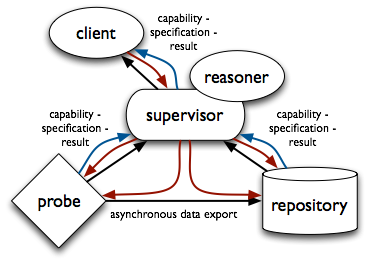 client
capability -
specification -
result
reasoner
supervisor
capability -
specification -
result
capability -
specification -
result
probe
asynchronous data export
repository